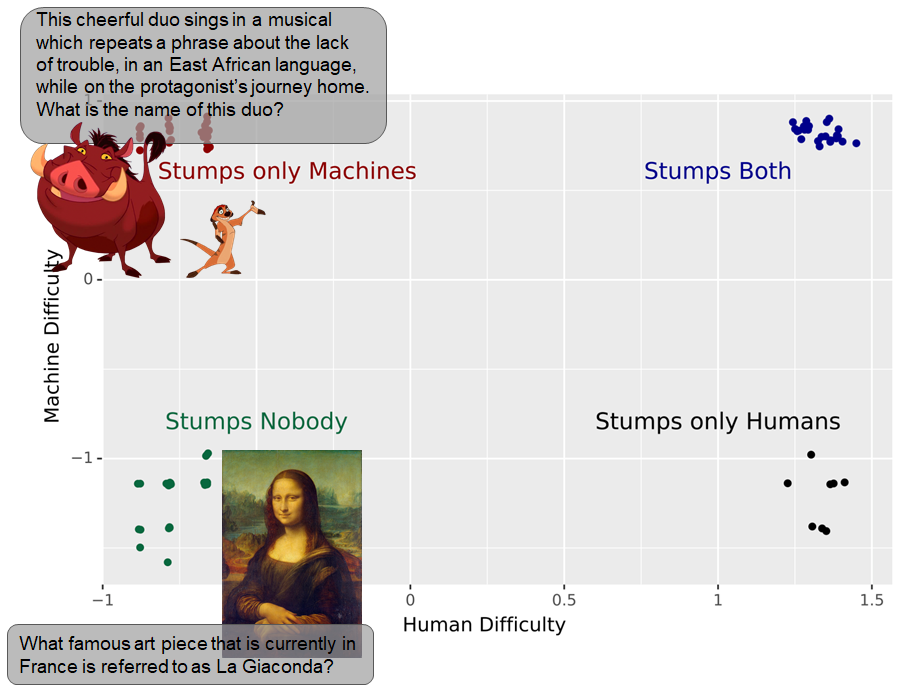 This cheerful duo sings in a musical
which repeats a phrase about the lack
of trouble, in an East African language,
while on the protagonist's journey home.
What is the name of this duo?
1
Stumps only Machines
Stumps Both
0
Machine Difficulty
Stumps Nobody
Stumps only Humans
−1
−1
0
0.5
1
1.5
Human Difficulty
What famous art piece that is currently in
France is referred to as La Giaconda?